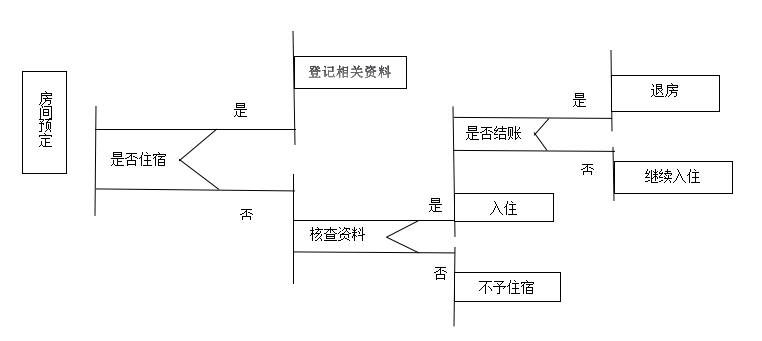 房间预定
是否住宿
是
登记相关资料
否
核查资料
是
入住
否
不予住宿
是否结账
是
退房
否
继续入住